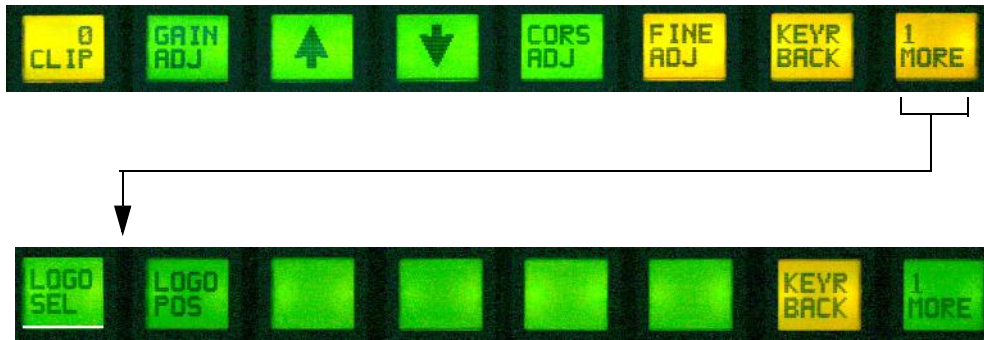 0
CLIP
GAIN
ADJ
CORS
ADJ
FINE
ADJ
KEYR
BACK
1
MORE
LOGO
SEL
LOGO
POS
KEYR
BACK
1
MORE